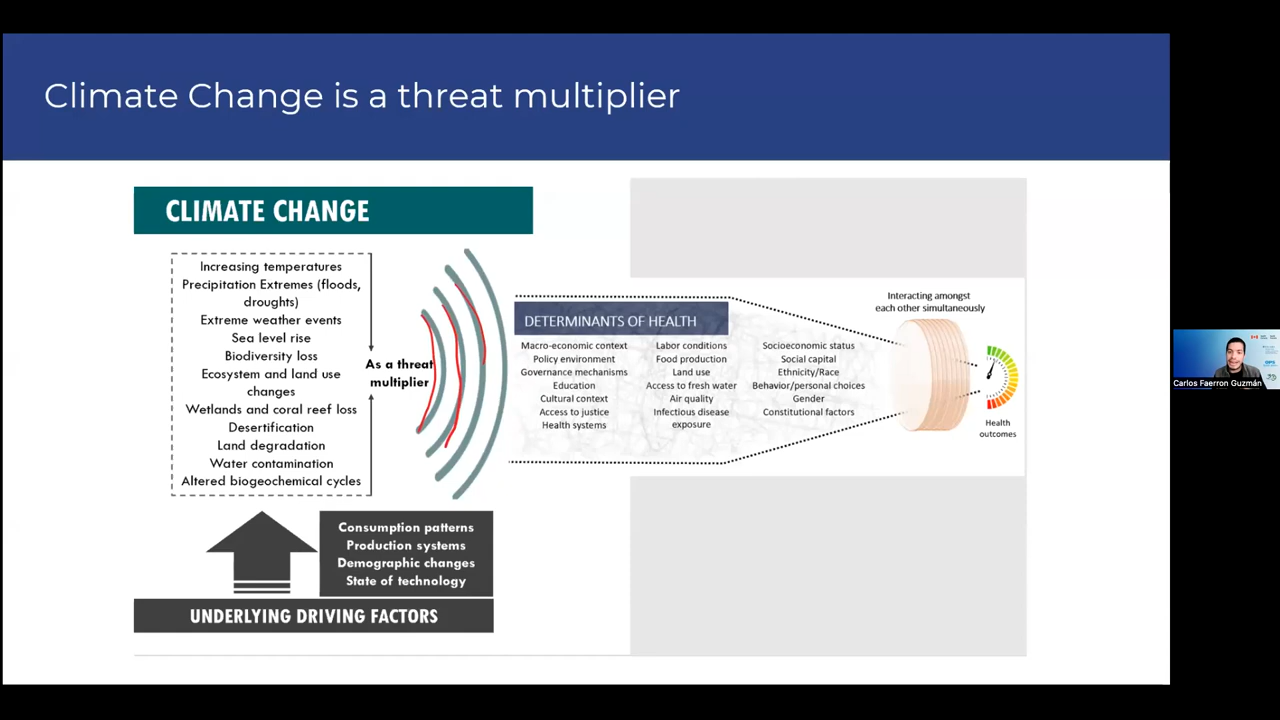 Climate Change is a threat multiplier
CLIMATE CHANGE
Increasing temperatures
Precipitation Extremes (floods,
droughts)
Extreme weather events
Sea level rise
Biodiversity loss
Ecosystem and land use
changes
Wetlands and coral reef loss
Desertification
Land degradation
Water contamination
Altered biogeochemical cycles
As a threat
multiplier
DETERMINANTS OF HEALTH
Macro-economic context
Policy environment
Governance mechanisms
Education
Cultural context
Access to justice
Health systems
Labor conditions
Food production
Land use
Access to fresh water
Air quality
Infectious disease
exposure
Socioeconomic status
Social capital
Ethnicity/Race
Behavior/personal choices
Gender
Constitutional factors
Interacting amongst
each other simultaneously
Health
outcomes
Consumption patterns
Production systems
Demographic changes
State of technology
UNDERLYING DRIVING FACTORS
Carlos Faerron Guzmán